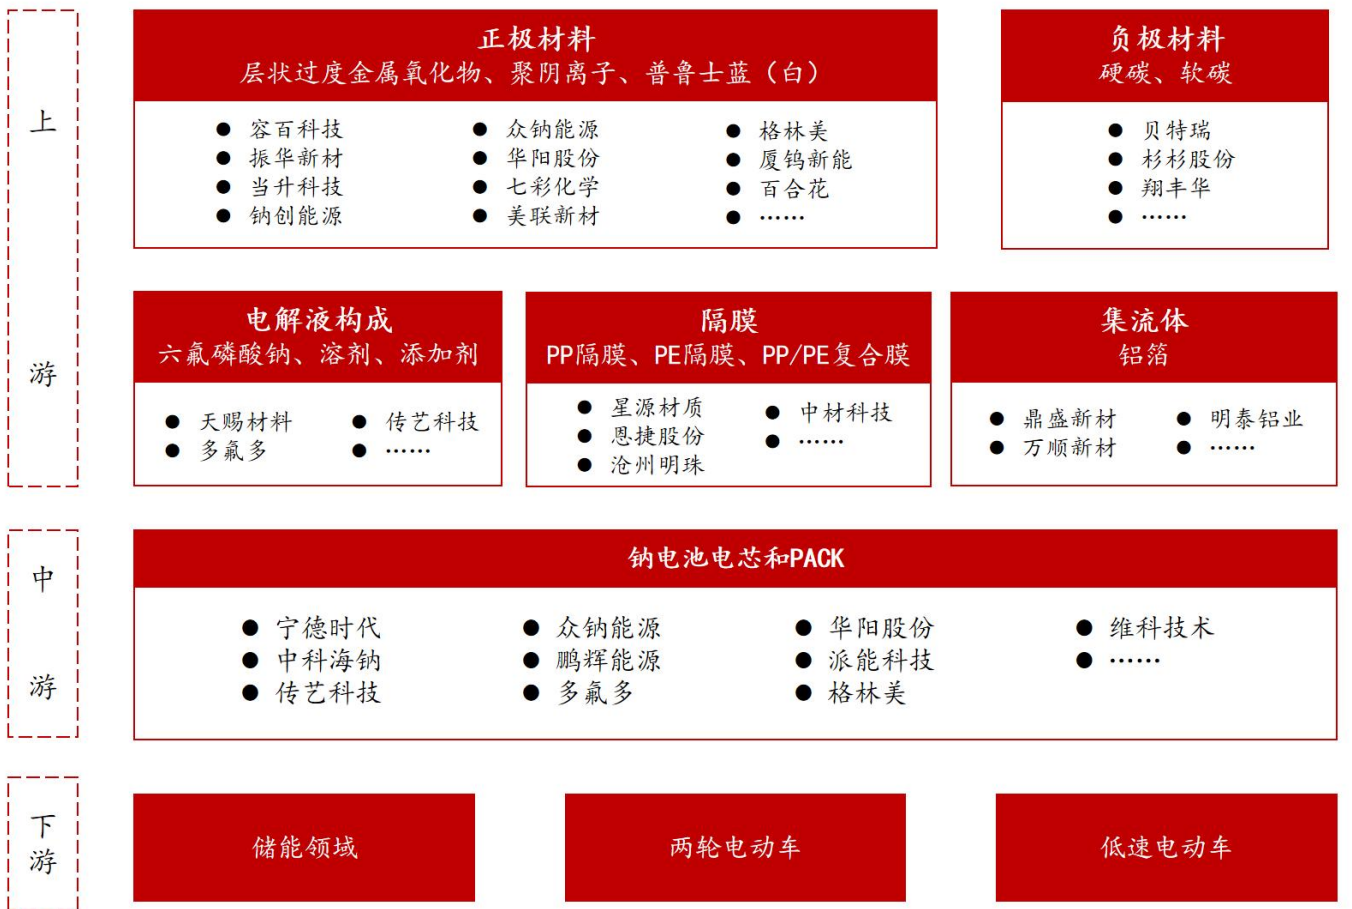 上
游
正极材料
层状过度金属氧化物、聚阴离子、普鲁士蓝（白）
● 容百科技
● 振华新材
● 当升科技
● 钠创能源
● 众钠能源
● 华阳股份
● 七彩化学
● 美联新材
● 格林美
● 厦钨新能
● 百合花
● ……
负极材料
硬碳、软碳
● 贝特瑞
● 杉杉股份
● 翔丰华
● ……
电解液构成
六氟磷酸钠、溶剂、添加剂
● 天赐材料
● 多氟多
● 传艺科技
● ……
隔膜
PP隔膜、PE隔膜、PP/PE复合膜
● 星源材质
● 恩捷股份
● 沧州明珠
● 中材科技
● ……
集流体
铝箔
● 鼎盛新材
● 万顺新材
● 明泰铝业
● ……
中
游
钠电池电芯和PACK
● 宁德时代
● 中科海钠
● 传艺科技
● 众钠能源
● 鹏辉能源
● 多氟多
● 华阳股份
● 派能科技
● 格林美
● 维科技术
● ……
下
游
储能领域
两轮电动车
低速电动车